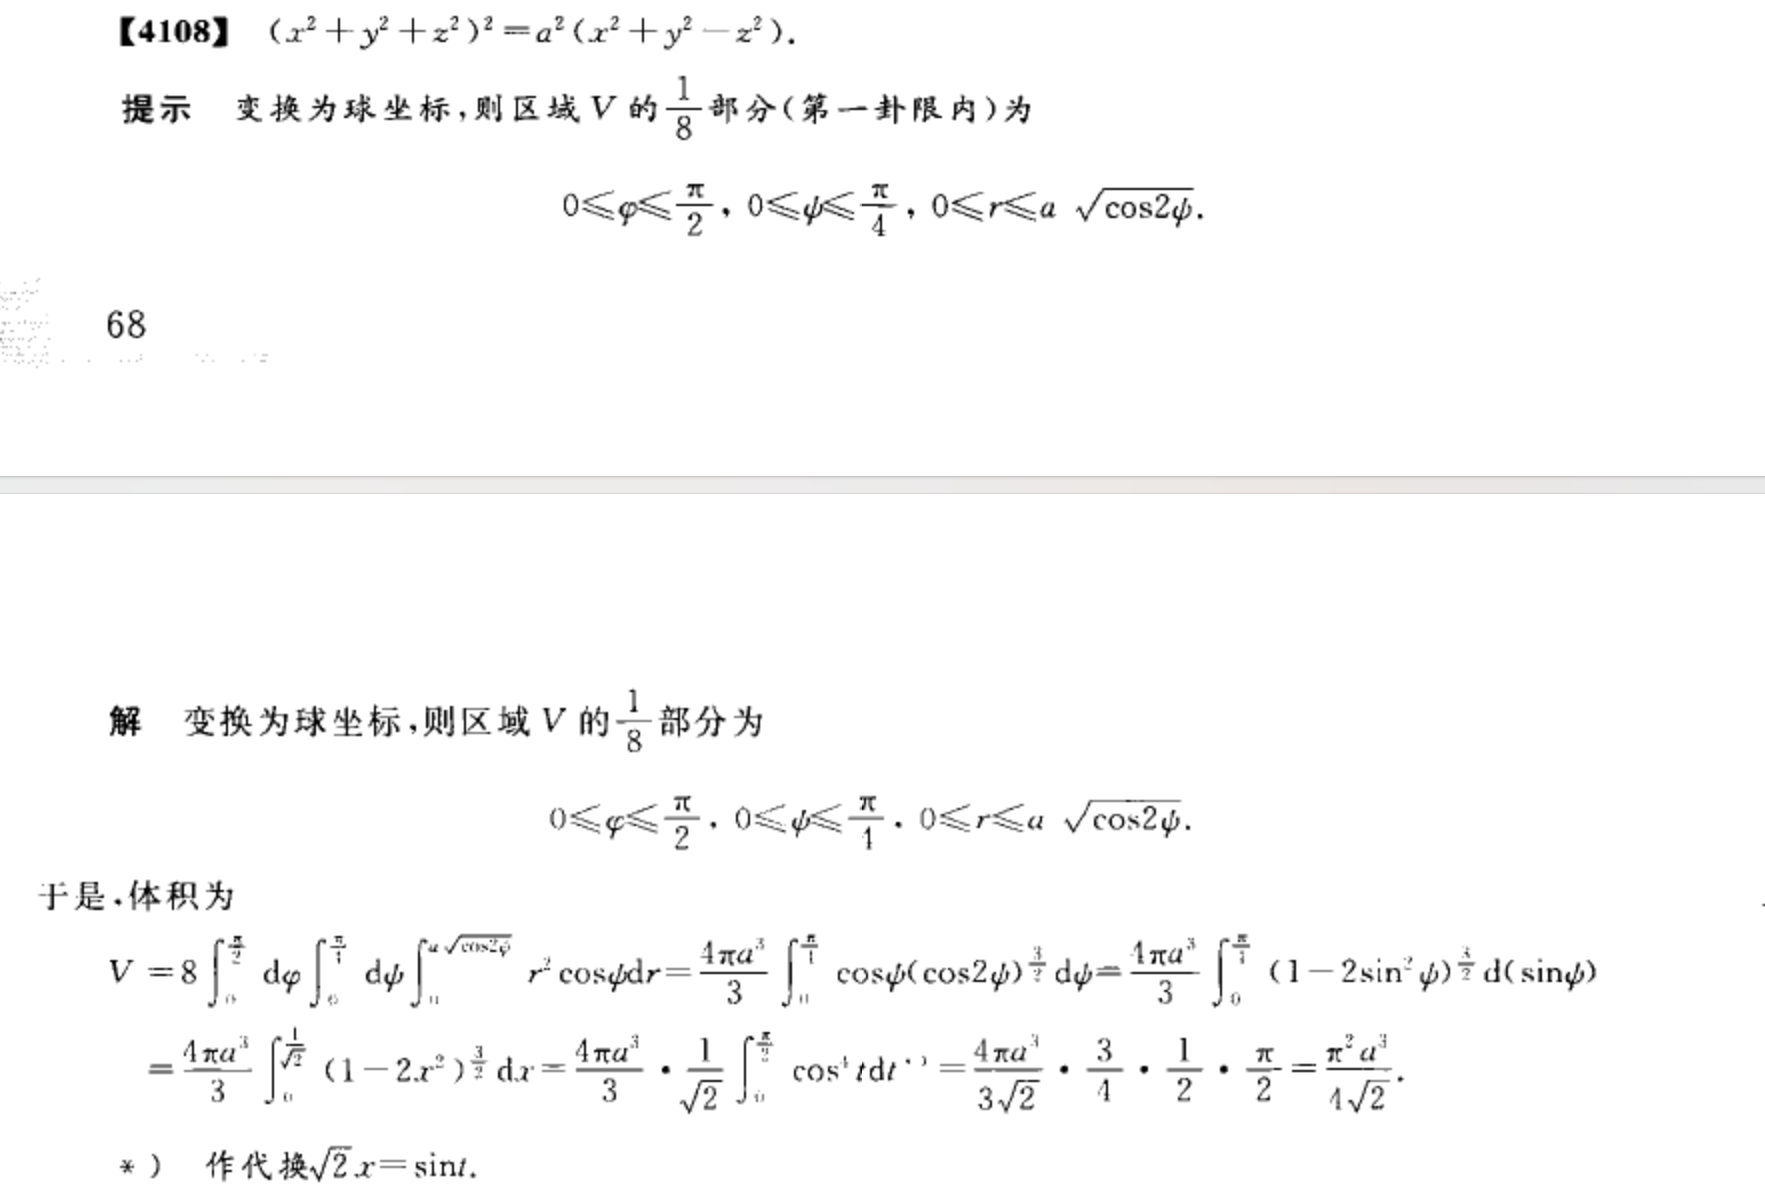 【4108】 (x²+y²+z²)²=a²(x²+y²−z²).
提示 变换为球坐标,则区域 V 的 1/8 部分(第一卦限内)为
0≤φ≤π/2, 0≤ψ≤π/4, 0≤r≤a √(cos2ψ).
68
解 变换为球坐标,则区域 V 的 1/8 部分为
0≤φ≤π/2, 0≤ψ≤π/4, 0≤r≤a √(cos2ψ).
于是,体积为
V =8∫₀^(π/2) dφ∫₀^(π/4) dψ∫₀^(a√(cos2ψ)) r²cosψdr= 4πa³/3 ∫₀^(π/4) cosψ(cos2ψ)^(3/2) dψ= 4πa³/3 ∫₀^(π/4) (1−2sin²ψ)^(3/2) d(sinψ)
= 4πa³/3 ∫₀^(1/√2) (1−2x²)^(3/2) dx= 4πa³/3 · 1/√2 ∫₀^(π/2) cos⁴tdt *) = 4πa³/(3√2) · 3/4 · 1/2 · π/2 = π²a³/(4√2).
*) 作代换√2x=sint.